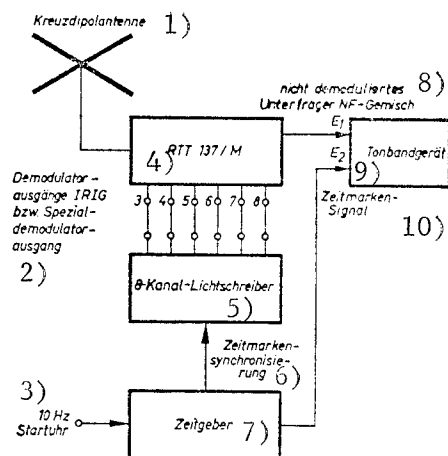 Kreuzdipolantenne 1)
nicht demoduliertes 8)
Unterträger NF-Gemisch
E1
RTT 137/M
4)
E2
Tonbandgerät
9)
Demodulator-
ausgänge IRIG
bzw. Spezial-
demodulator-
ausgang
2)
3 4 5 6 7 8
Zeitmarken-
Signal
10)
8-Kanal-Lichtschreiber
5)
Zeitmarken-
synchronisie-
rung 6)
3)
10 Hz
Startuhr
Zeitgeber 7)